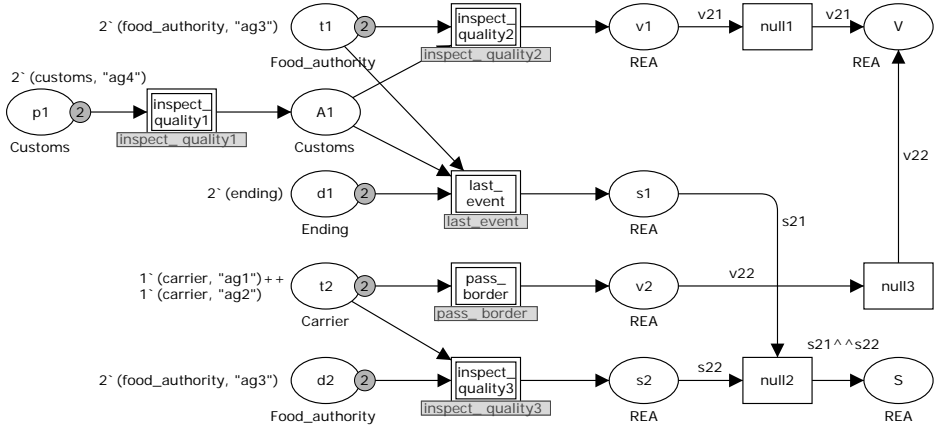 2`(food_authority, "ag3")
t1
2
Food_authority
inspect_
quality2
inspect_ quality2
v1
REA
v21
null1
v21
V
REA
2`(customs, "ag4")
p1
2
Customs
inspect_
quality1
inspect_ quality1
A1
Customs
2`(ending)
d1
2
Ending
last_
event
last_event
s1
REA
s21
v22
1`(carrier, "ag1")++
1`(carrier, "ag2")
t2
2
Carrier
pass_
border
pass_ border
v2
REA
v22
null3
2`(food_authority, "ag3")
d2
2
Food_authority
inspect_
quality3
inspect_ quality3
s2
REA
s22
null2
s21^^s22
S
REA